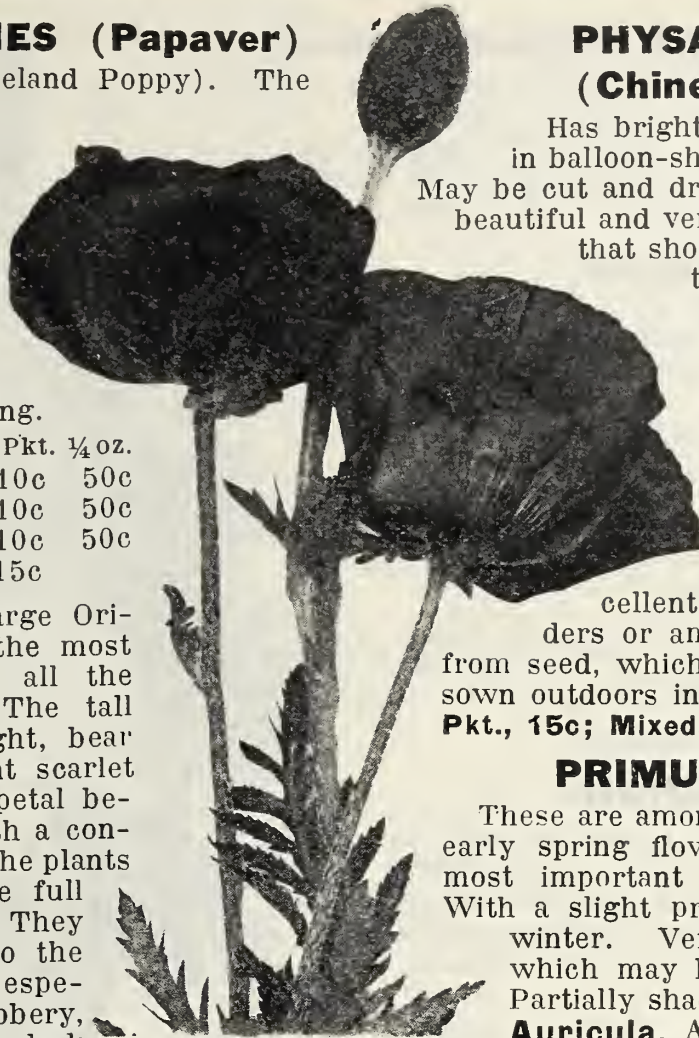 IES (Papaver)
eland Poppy). The
ng.
Pkt. ¼ oz.
10c 50c
10c 50c
10c 50c
15c
arge Ori-
the most
all the
The tall
ght, bear
nt scarlet
petal be-
th a con-
he plants
e full
They
o the
espe-
bbery,
PHYSA
(Chine
Has bright
in balloon-sh
May be cut and dr
beautiful and ve
that sho
t
cellent
ders or an
from seed, which
sown outdoors in
Pkt., 15c; Mixed
PRIMU
These are amon
early spring flov
most important
With a slight pr
winter. Ve
which may b
Partially sha
Auricula. A